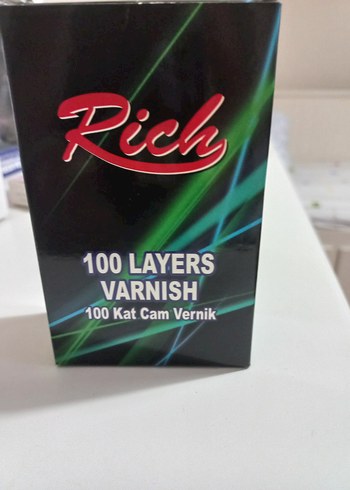 Rich
100 LAYERS
VARNISH
100 Kat Cam Vernik